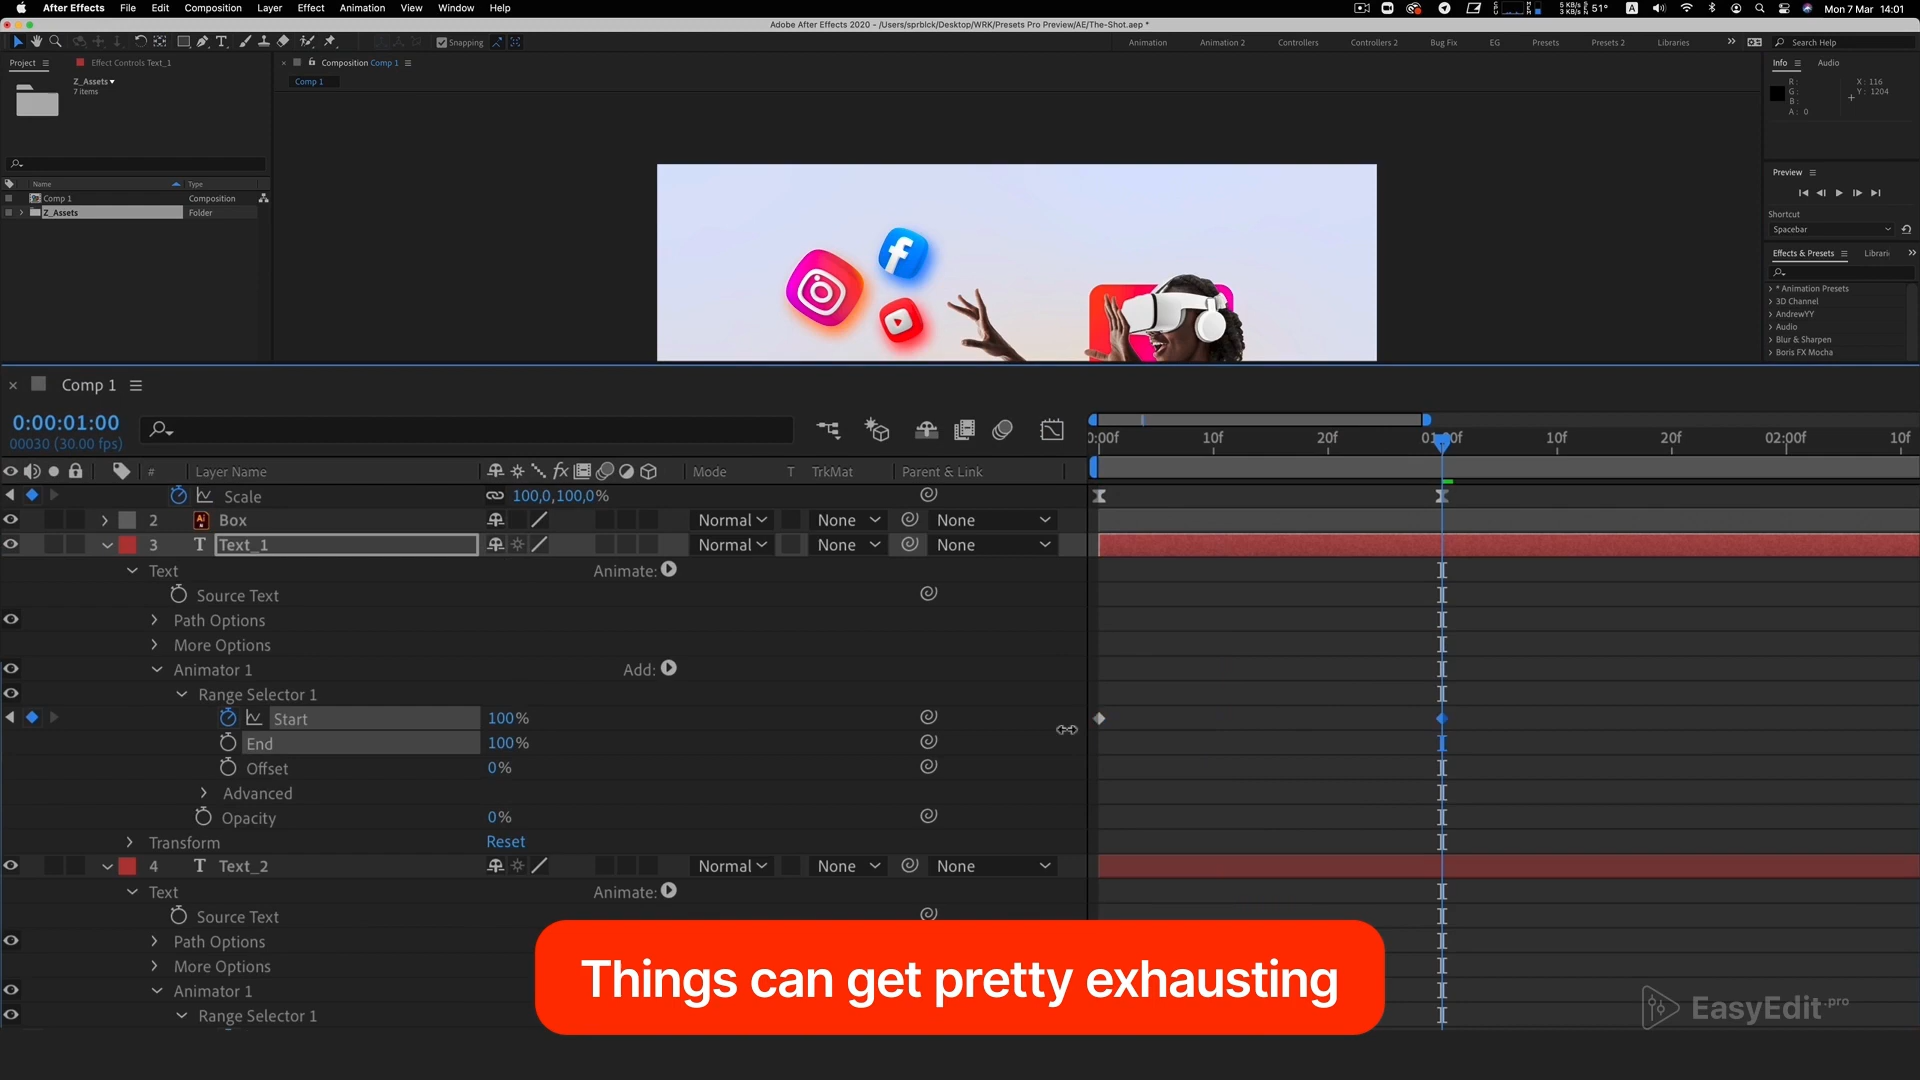 After Effects File Edit Composition Layer Effect Animation View Window Help
5 KB/s 3 KB/s 51° A Mon 7 Mar 14:01
Adobe After Effects 2020 - /Users/sprblck/Desktop/WRK/Presets Pro Preview/AE/The-Shot.aep *
Snapping Animation Animation 2 Controllers Controllers 2 Bug Fix EG Presets Presets 2 Libraries Search Help
Project Effect Controls Text_1 Composition Comp 1 Info Audio
Z_Assets
7 items
Comp 1
R :
G :
B :
A : 0
X : 116
Y : 1204
Name Type
Comp 1 Composition
Z_Assets Folder
Preview
Shortcut
Spacebar
Effects & Presets Librari
* Animation Presets
3D Channel
AndrewYY
Audio
Blur & Sharpen
Boris FX Mocha
Comp 1
0:00:01:00
00030 (30.00 fps)
0:00f 10f 20f 01:00f 10f 20f 02:00f 10f
# Layer Name fx Mode T TrkMat Parent & Link
Scale 100,0,100,0%
2 Ai Box Normal None None
3 T Text_1 Normal None None
Text Animate:
Source Text
Path Options
More Options
Animator 1 Add:
Range Selector 1
Start 100%
End 100%
Offset 0%
Advanced
Opacity 0%
Transform Reset
4 T Text_2 Normal None None
Text Animate:
Source Text
Path Options
More Options
Animator 1
Range Selector 1
Things can get pretty exhausting
EasyEdit.pro